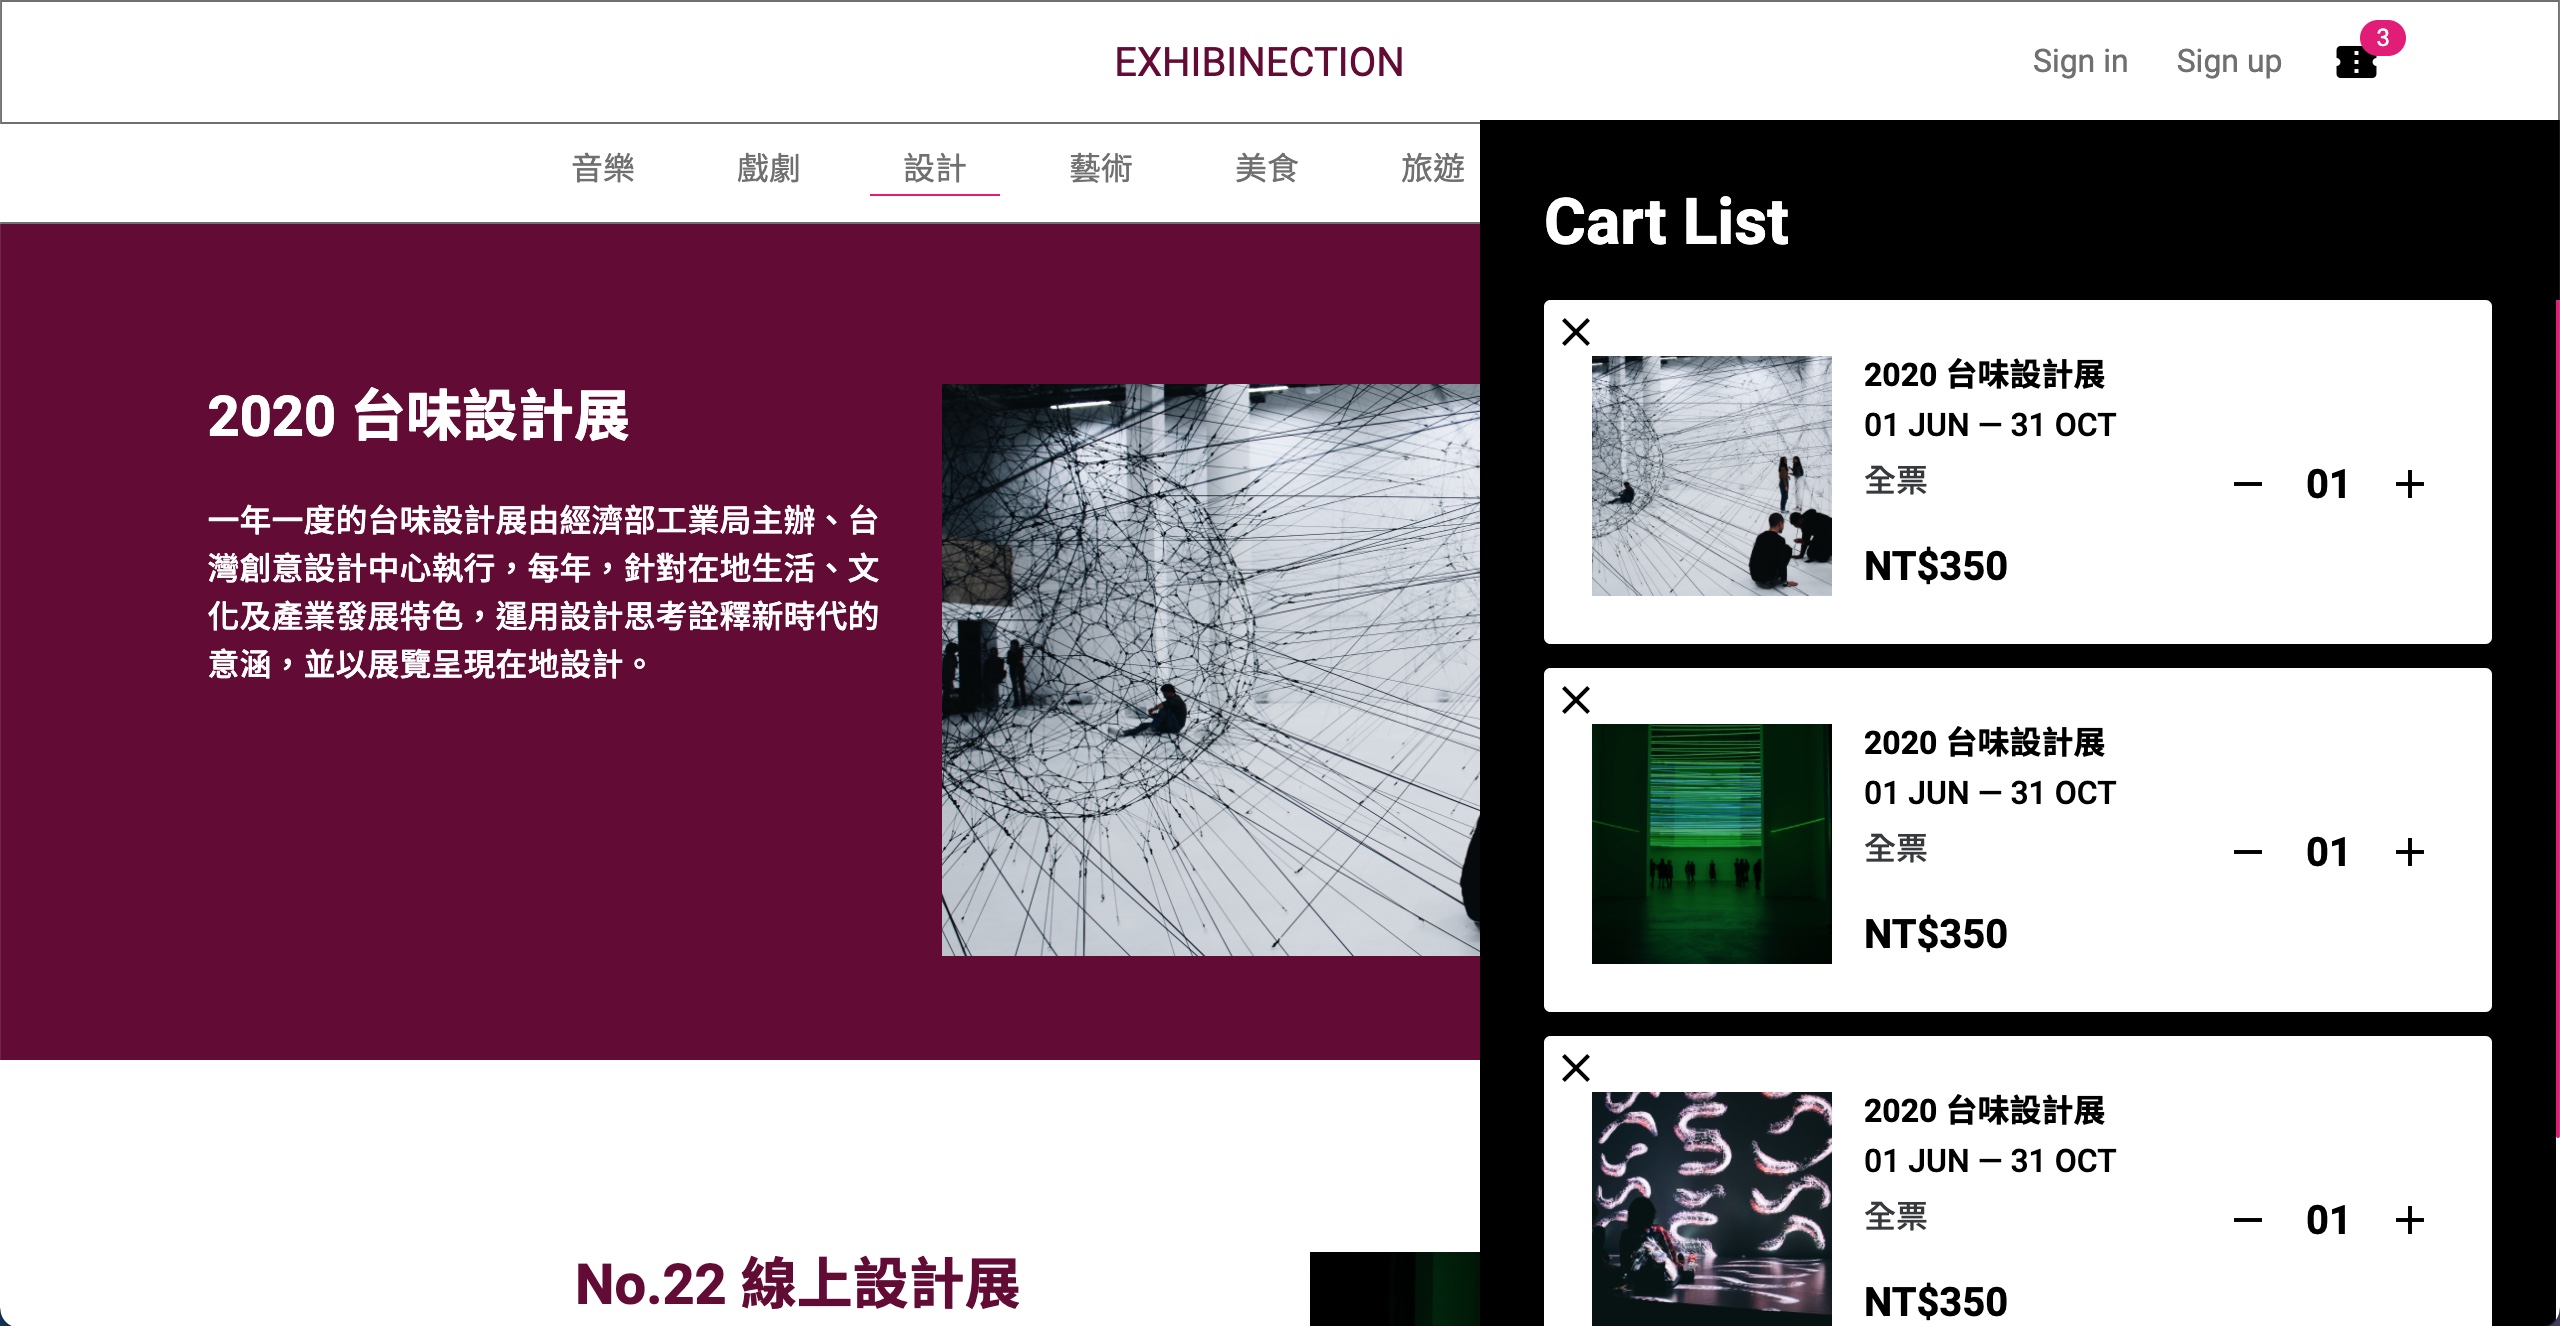 EXHIBINECTION
Sign in
Sign up
3
音樂
戲劇
設計
藝術
美食
旅遊
2020 台味設計展
一年一度的台味設計展由經濟部工業局主辦、台
灣創意設計中心執行，每年，針對在地生活、文
化及產業發展特色，運用設計思考詮釋新時代的
意涵，並以展覽呈現在地設計。
No.22 線上設計展
Cart List
2020 台味設計展
01 JUN — 31 OCT
全票
01
NT$350
2020 台味設計展
01 JUN — 31 OCT
全票
01
NT$350
2020 台味設計展
01 JUN — 31 OCT
全票
01
NT$350